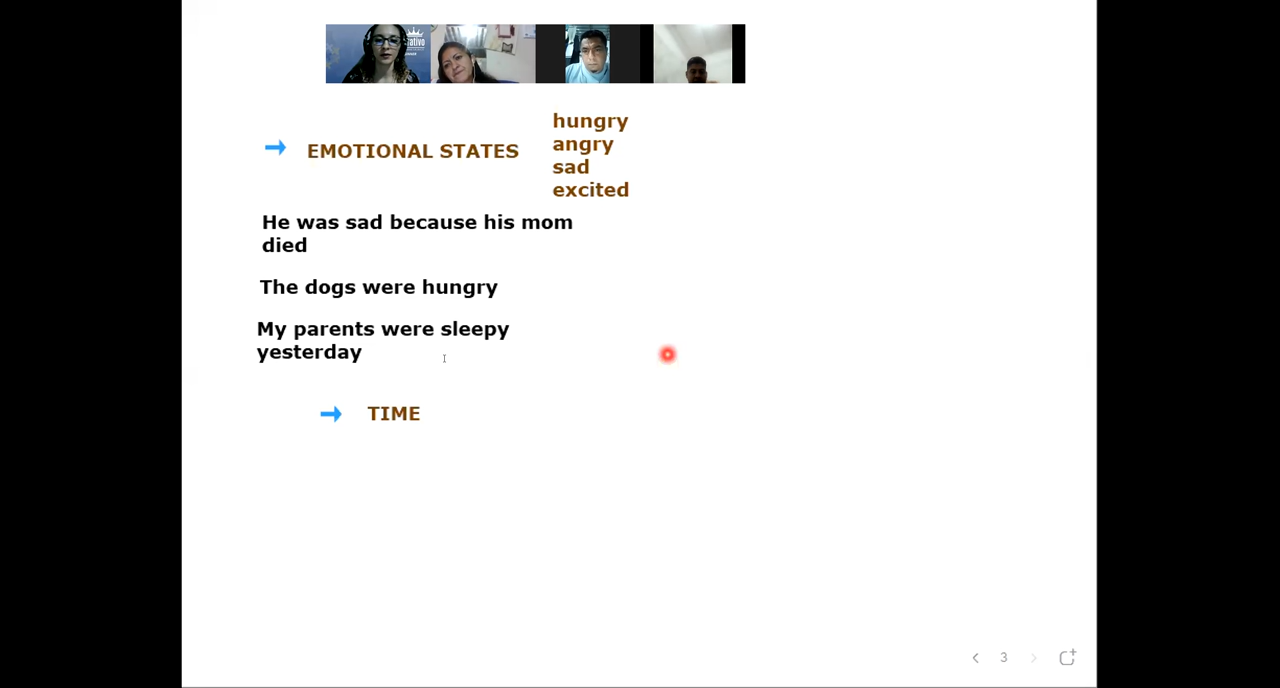 rativo
hungry
angry
EMOTIONAL STATES
sad
excited
He was sad because his mom
died
The dogs were hungry
My parents were sleepy
yesterday
TIME
3